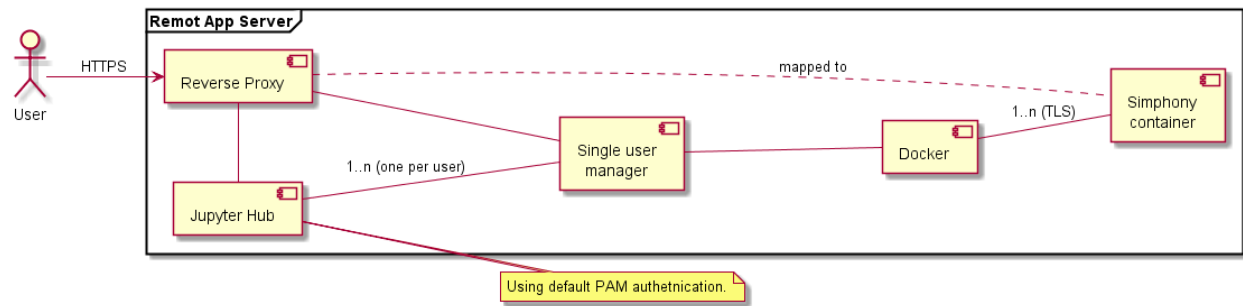 Remot App Server
HTTPS
User
Reverse Proxy
mapped to
Simphony
container
1..n (TLS)
Single user
manager
Docker
1..n (one per user)
Jupyter Hub
Using default PAM authetnication.